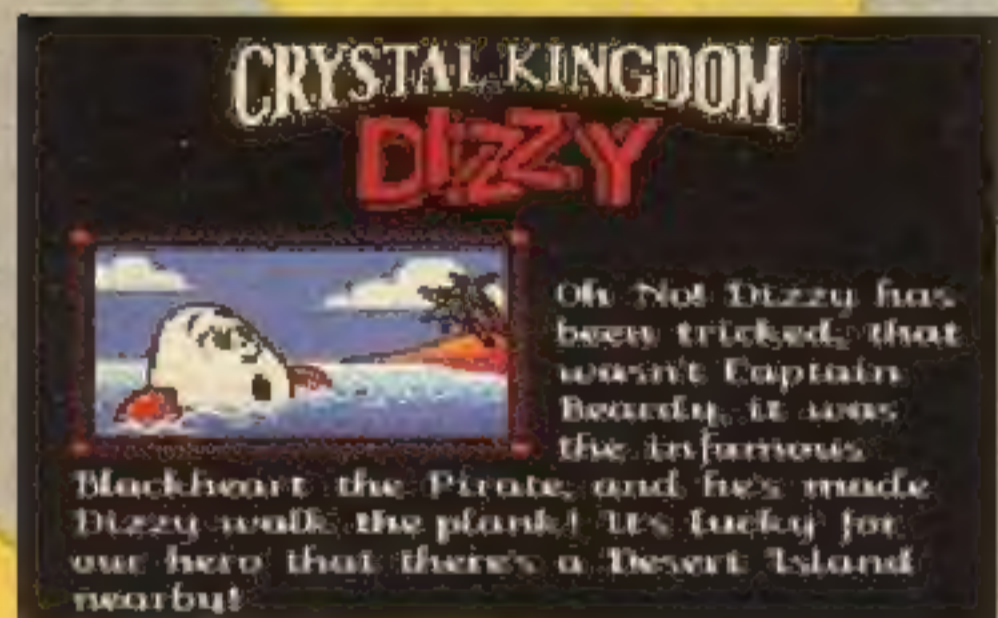 CRYSTAL KINGDOM
DIZZY
Oh No! Dizzy has
been tricked, that
wasn't Captain
Beardy, it was
the infamous
Blackheart the Pirate, and he's made
Dizzy walk the plank! It's lucky for
our hero that there's a Desert Island
nearby!